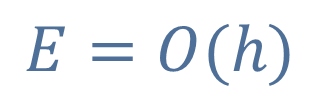 E = O(h)